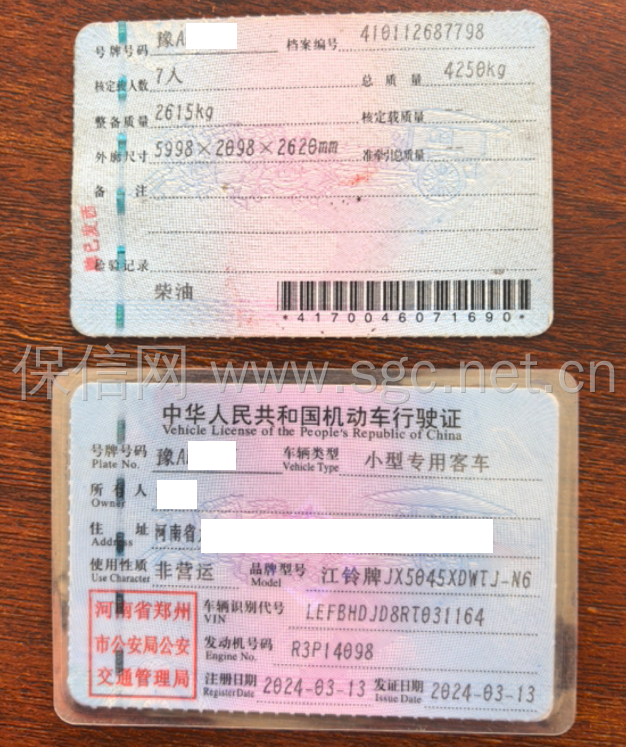 号牌号码 豫A 档案编号 410112687798
核定载人数 7人 总质量 4250kg
整备质量 2615kg 核定载质量 --
外廓尺寸 5998×2098×2620mm 准牵引总质量 --
备注
检验记录
柴油
*4170046071690*
保信网 www.sgc.net.cn
中华人民共和国机动车行驶证
Vehicle License of the People's Republic of China
号牌号码 豫A 车辆类型 小型专用客车
Plate No. Vehicle Type
所有人
Owner
住址 河南省
Address
使用性质 非营运 品牌型号 江铃牌JX5045XDWTJ-N6
Use Character Model
河南省郑州 车辆识别代号 LEFBHDJD8RT031164
VIN
市公安局公安 发动机号码 R3P14098
Engine No.
交通管理局 注册日期 2024-03-13 发证日期 2024-03-13
Register Date Issue Date